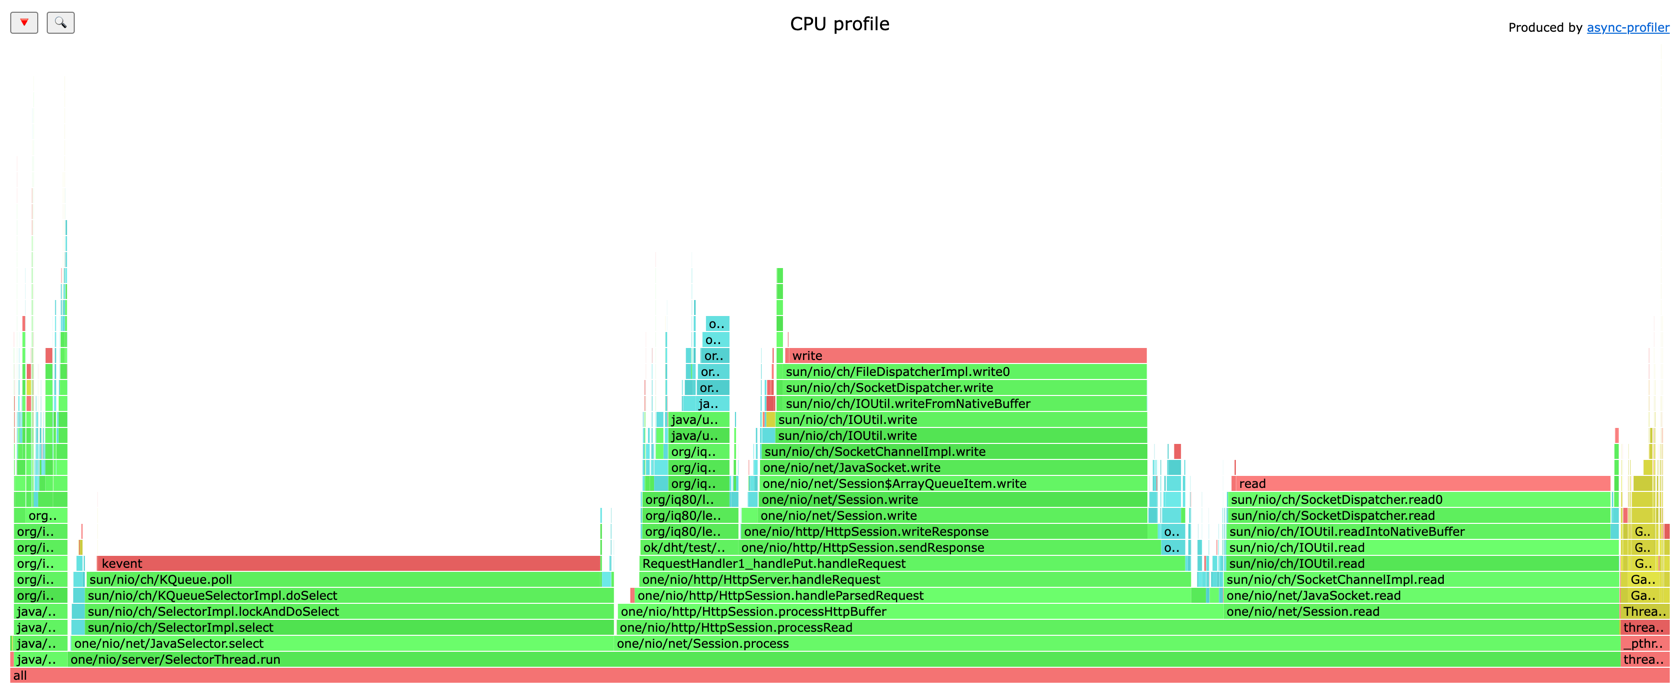 CPU profile
Produced by async-profiler
o..
o..
or.. write
or.. sun/nio/ch/FileDispatcherImpl.write0
or.. sun/nio/ch/SocketDispatcher.write
ja.. sun/nio/ch/IOUtil.writeFromNativeBuffer
java/u.. sun/nio/ch/IOUtil.write
java/u.. sun/nio/ch/IOUtil.write
org/iq.. sun/nio/ch/SocketChannelImpl.write
org/iq.. one/nio/net/JavaSocket.write
org/iq.. one/nio/net/Session$ArrayQueueItem.write read
org/iq80/l.. one/nio/net/Session.write sun/nio/ch/SocketDispatcher.read0
org.. org/iq80/le.. one/nio/net/Session.write sun/nio/ch/SocketDispatcher.read
org/i.. org/iq80/le.. one/nio/http/HttpSession.writeResponse o.. sun/nio/ch/IOUtil.readIntoNativeBuffer G..
org/i.. ok/dht/test/.. one/nio/http/HttpSession.sendResponse o.. sun/nio/ch/IOUtil.read G..
org/i.. kevent RequestHandler1_handlePut.handleRequest sun/nio/ch/IOUtil.read G..
org/i.. sun/nio/ch/KQueue.poll one/nio/http/HttpServer.handleRequest sun/nio/ch/SocketChannelImpl.read Ga..
org/i.. sun/nio/ch/KQueueSelectorImpl.doSelect one/nio/http/HttpSession.handleParsedRequest one/nio/net/JavaSocket.read Ga..
java/.. sun/nio/ch/SelectorImpl.lockAndDoSelect one/nio/http/HttpSession.processHttpBuffer one/nio/net/Session.read Threa..
java/.. sun/nio/ch/SelectorImpl.select one/nio/http/HttpSession.processRead threa..
java/.. one/nio/net/JavaSelector.select one/nio/net/Session.process _pthr..
java/.. one/nio/server/SelectorThread.run threa..
all